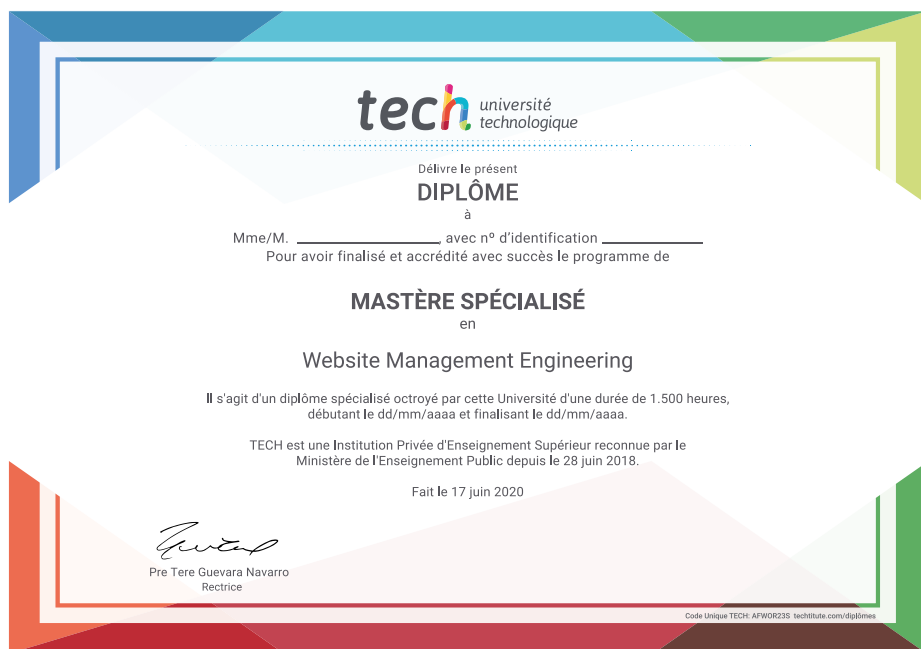 tech université
technologique
Délivre le présent
DIPLÔME
à
Mme/M. ____________________, avec nº d'identification ______________
Pour avoir finalisé et accrédité avec succès le programme de
MASTÈRE SPÉCIALISÉ
en
Website Management Engineering
Il s'agit d'un diplôme spécialisé octroyé par cette Université d'une durée de 1.500 heures,
débutant le dd/mm/aaaa et finalisant le dd/mm/aaaa.
TECH est une Institution Privée d'Enseignement Supérieur reconnue par le
Ministère de l'Enseignement Public depuis le 28 juin 2018.
Fait le 17 juin 2020
Pre Tere Guevara Navarro
Rectrice
Code Unique TECH: AFWOR23S techtitute.com/diplômes